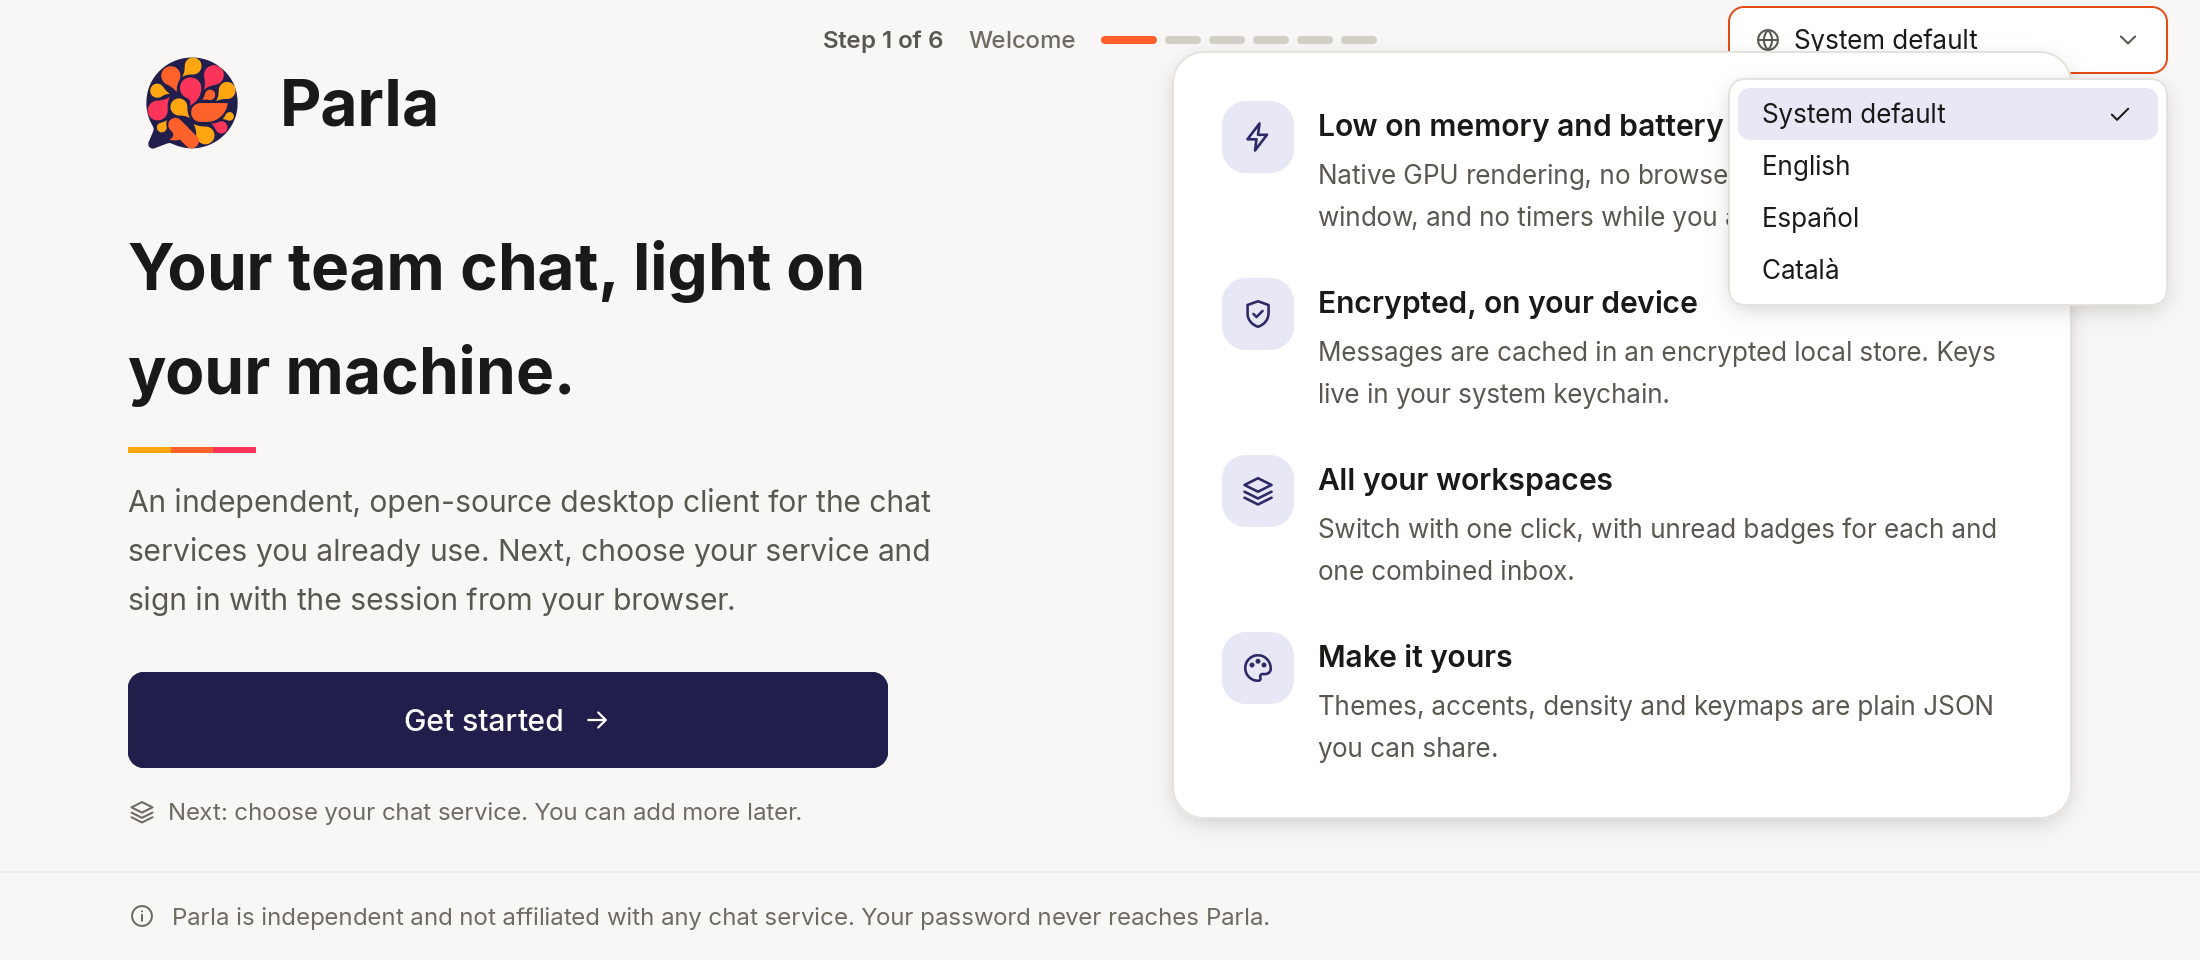 Step 1 of 6 Welcome
System default
Parla
Your team chat, light on
your machine.
An independent, open-source desktop client for the chat
services you already use. Next, choose your service and
sign in with the session from your browser.
Get started
Next: choose your chat service. You can add more later.
System default
English
Español
Català
Low on memory and battery
Native GPU rendering, no
window, and no timers while you
Encrypted, on your device
Messages are cached in an encrypted local store. Keys
live in your system keychain.
All your workspaces
Switch with one click, with unread badges for each and
one combined inbox.
Make it yours
Themes, accents, density and keymaps are plain JSON
you can share.
Parla is independent and not affiliated with any chat service. Your password never reaches Parla.